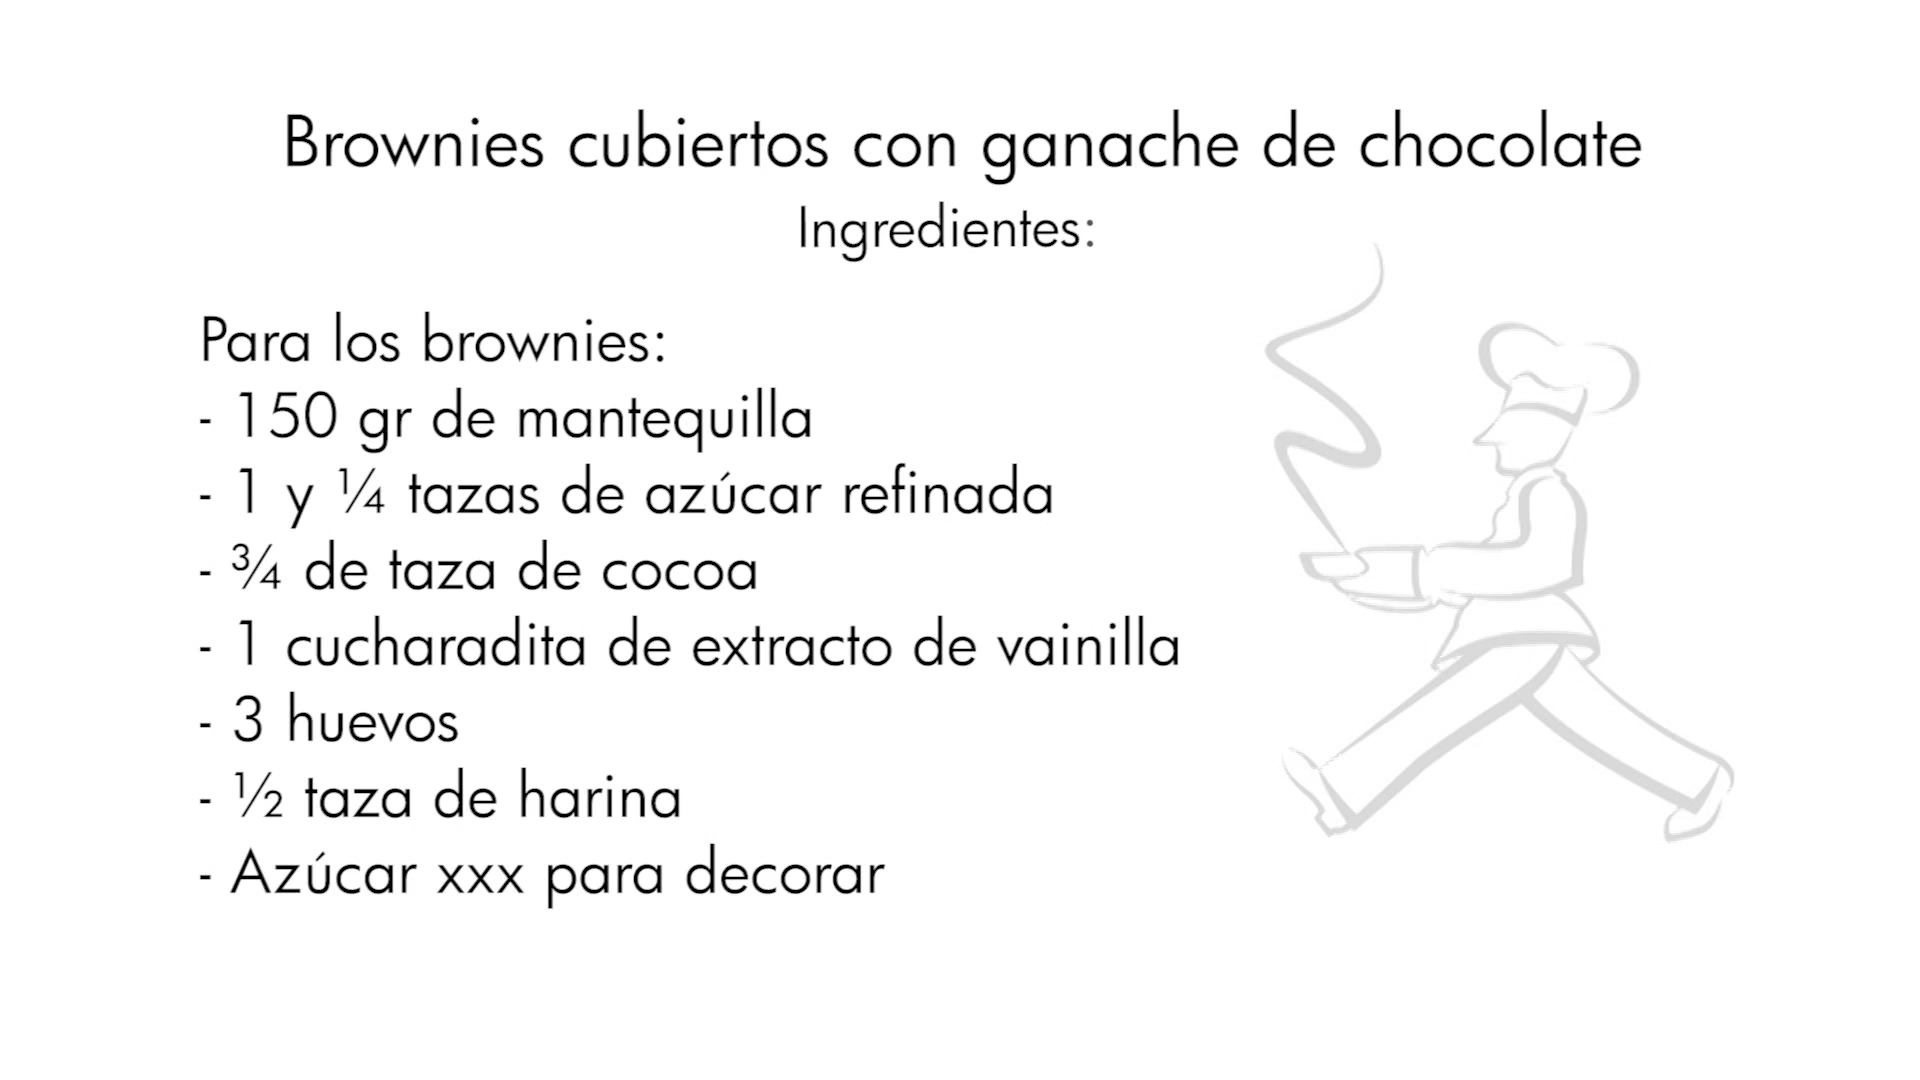 Brownies cubiertos con ganache de chocolate
Ingredientes:
Para los brownies:
- 150 gr de mantequilla
- 1 y ¼ tazas de azúcar refinada
- ¾ de taza de cocoa
- 1 cucharadita de extracto de vainilla
- 3 huevos
- ½ taza de harina
- Azúcar xxx para decorar